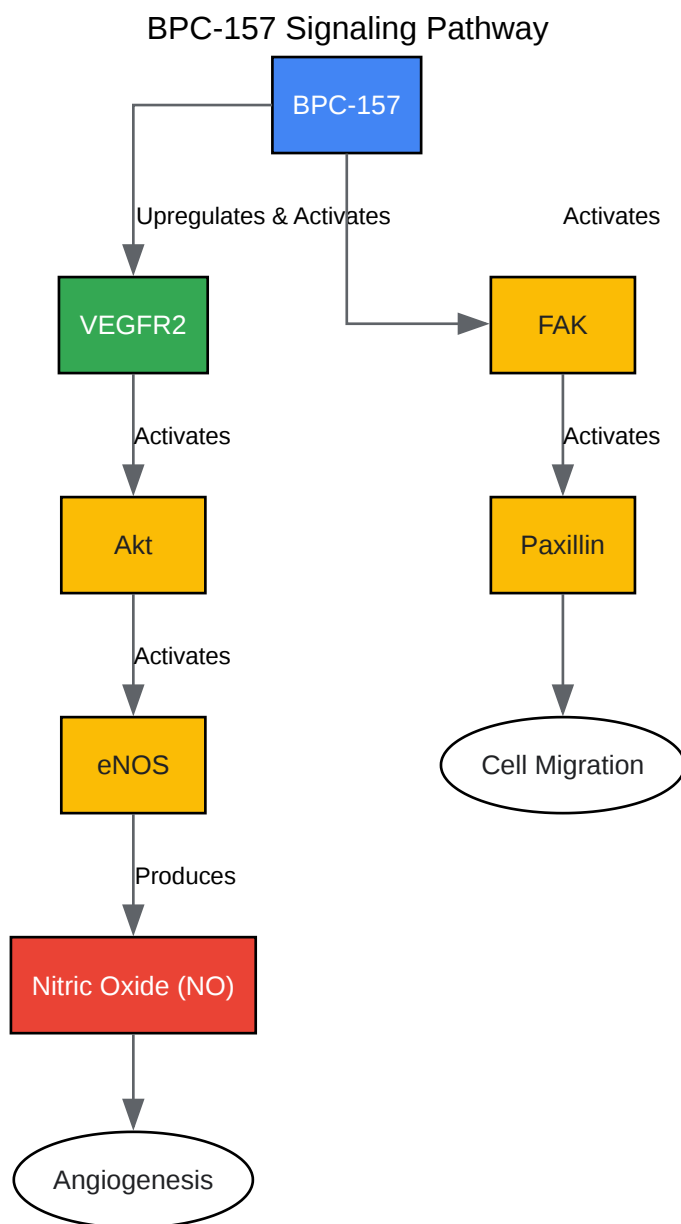 BPC-157 Signaling Pathway
BPC-157
Upregulates & Activates
Activates
VEGFR2
FAK
Activates
Activates
Akt
Paxillin
Activates
eNOS
Cell Migration
Produces
Nitric Oxide (NO)
Angiogenesis